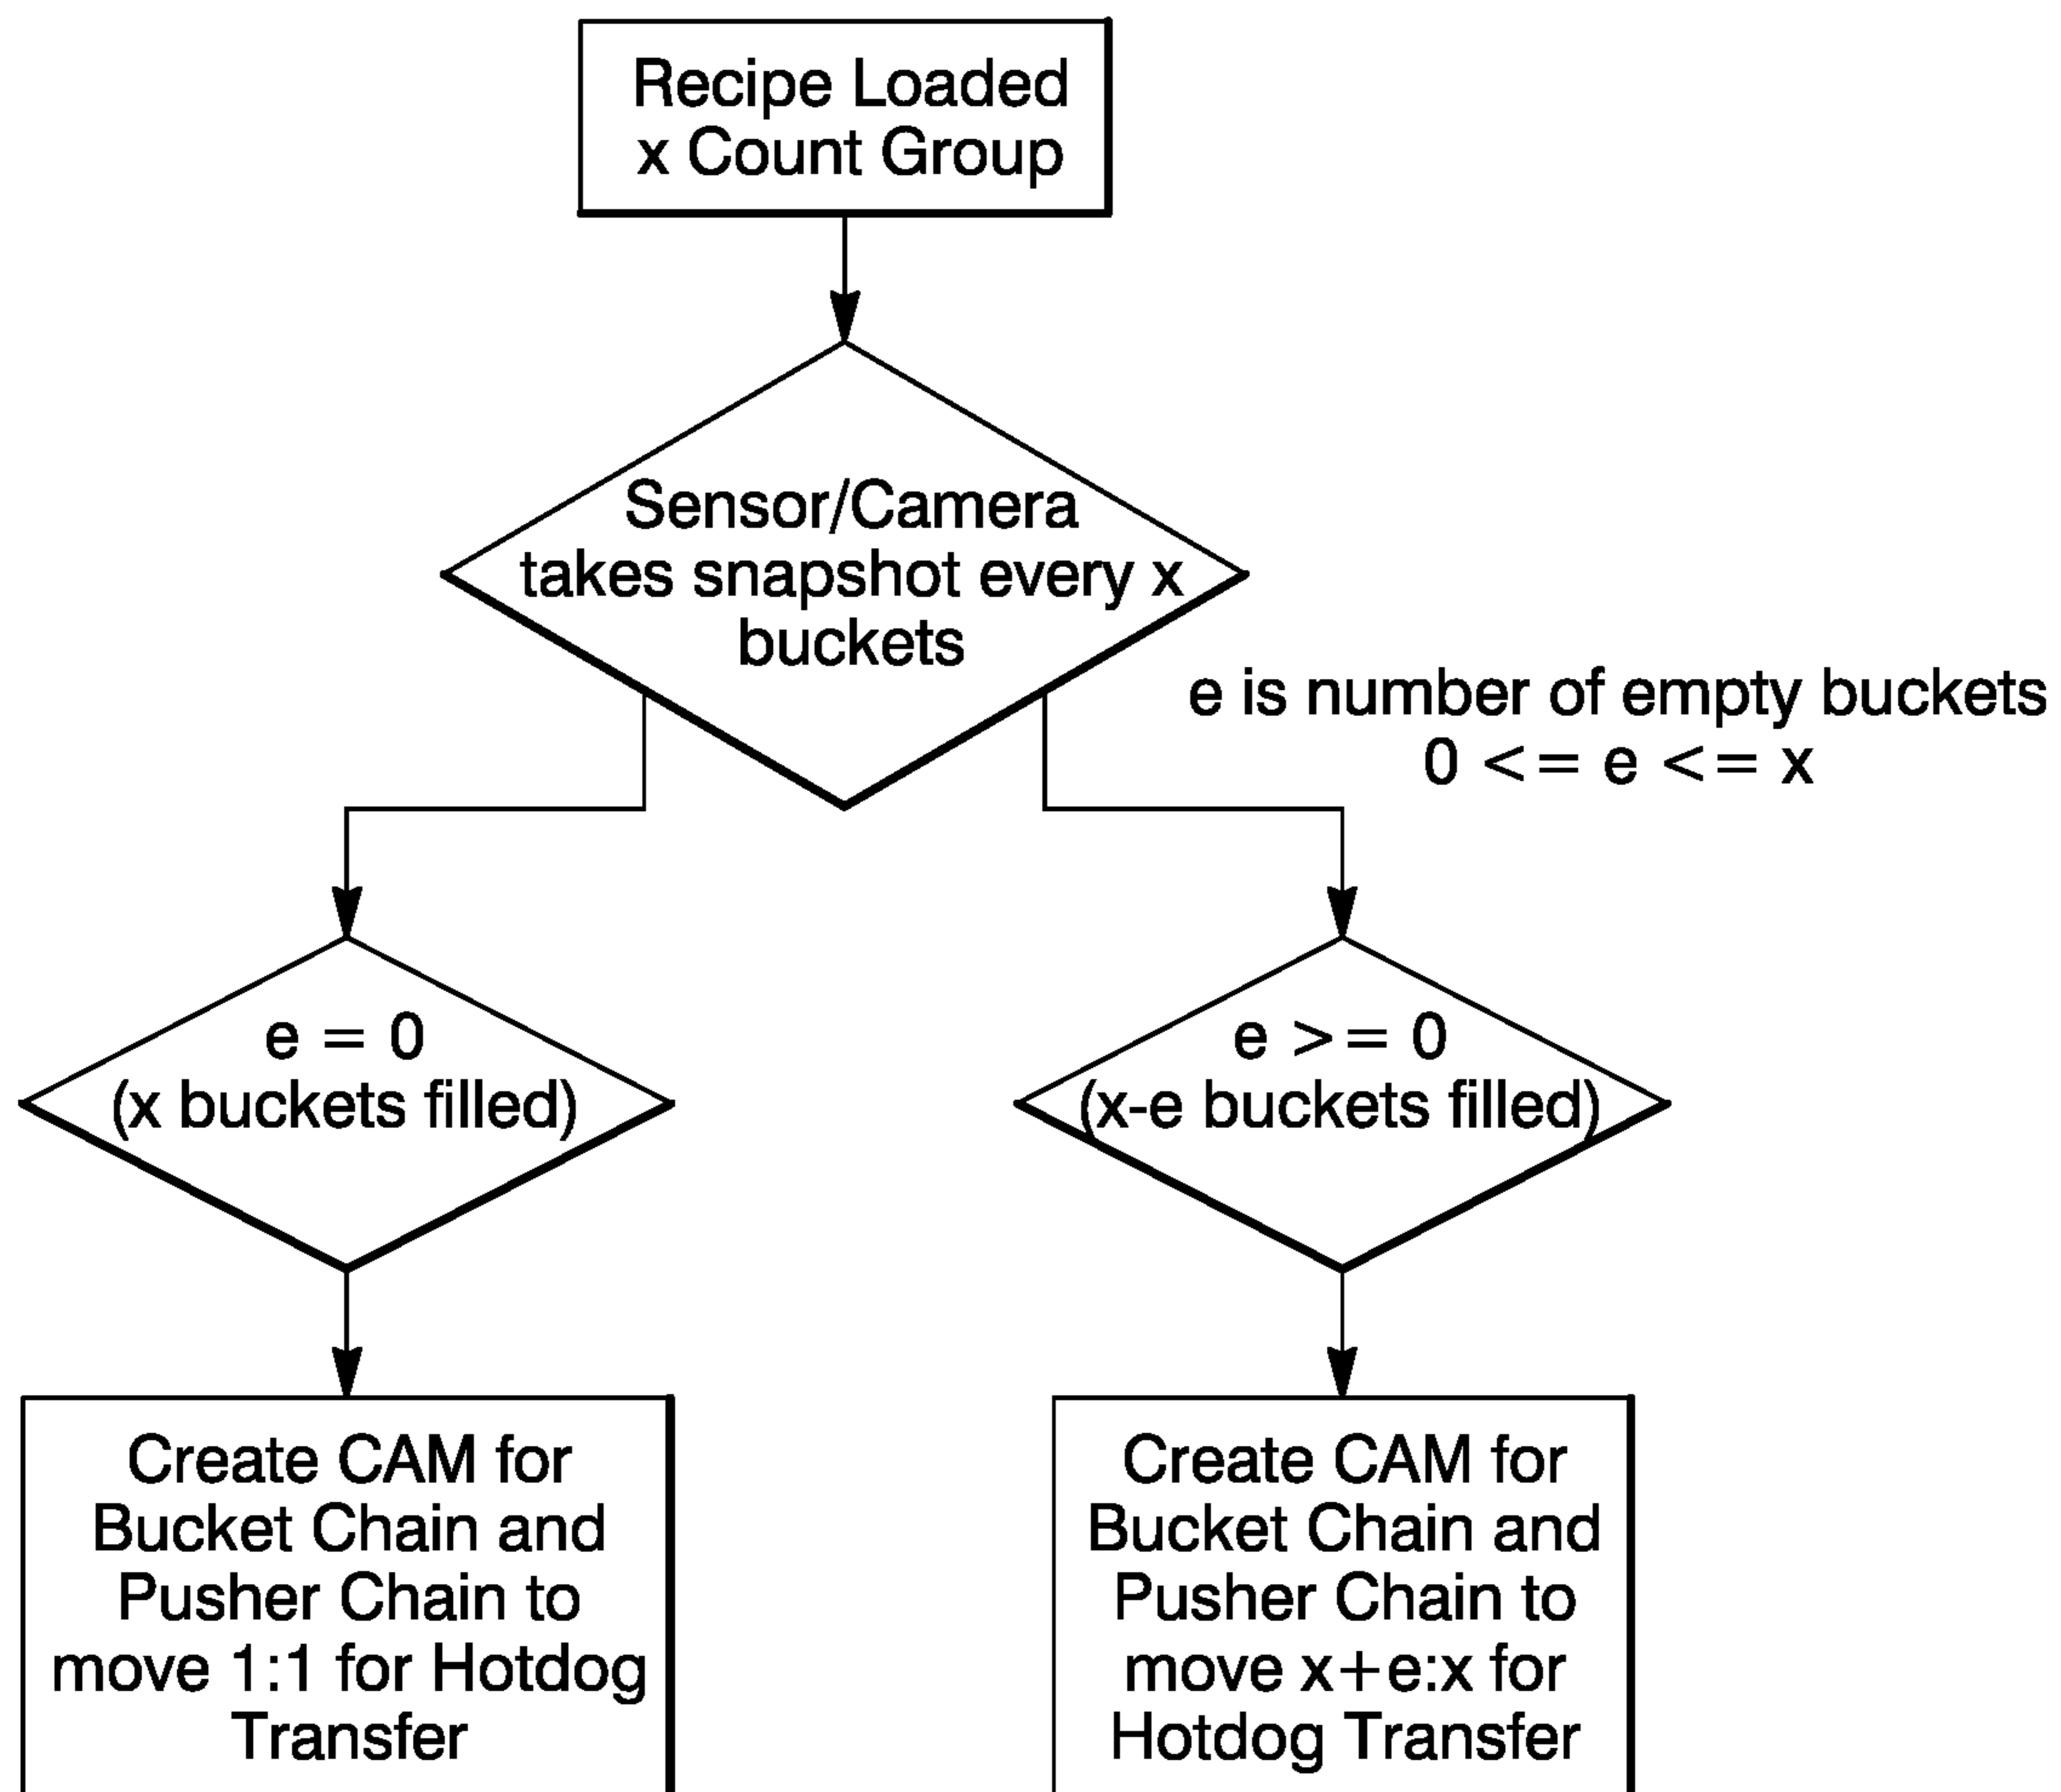 Recipe Loaded
x Count Group
Sensor/Camera
takes snapshot every x
buckets
e is number of empty buckets
0 <= e <= x
e = 0
(x buckets filled)
e >= 0
(x-e buckets filled)
Create CAM for
Bucket Chain and
Pusher Chain to
move 1:1 for Hotdog
Transfer
Create CAM for
Bucket Chain and
Pusher Chain to
move x+e:x for
Hotdog Transfer